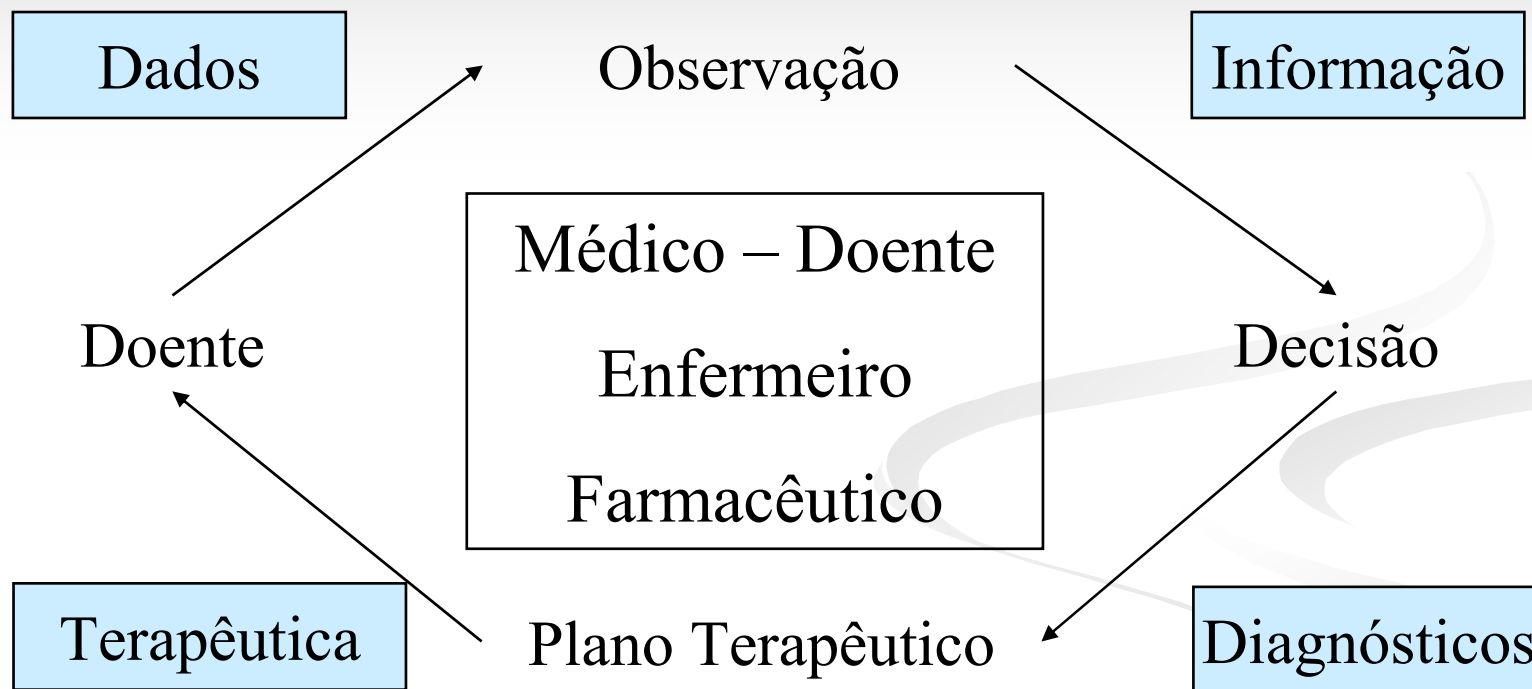 Dados
Observação
Informação
Médico – Doente
Doente
Enfermeiro
Decisão
Farmacêutico
Terapêutica
Plano Terapêutico
Diagnósticos